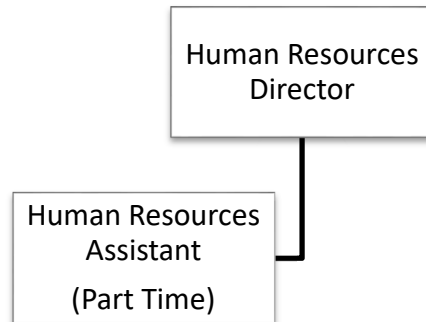 Human Resources
Director
Human Resources
Assistant
(Part Time)